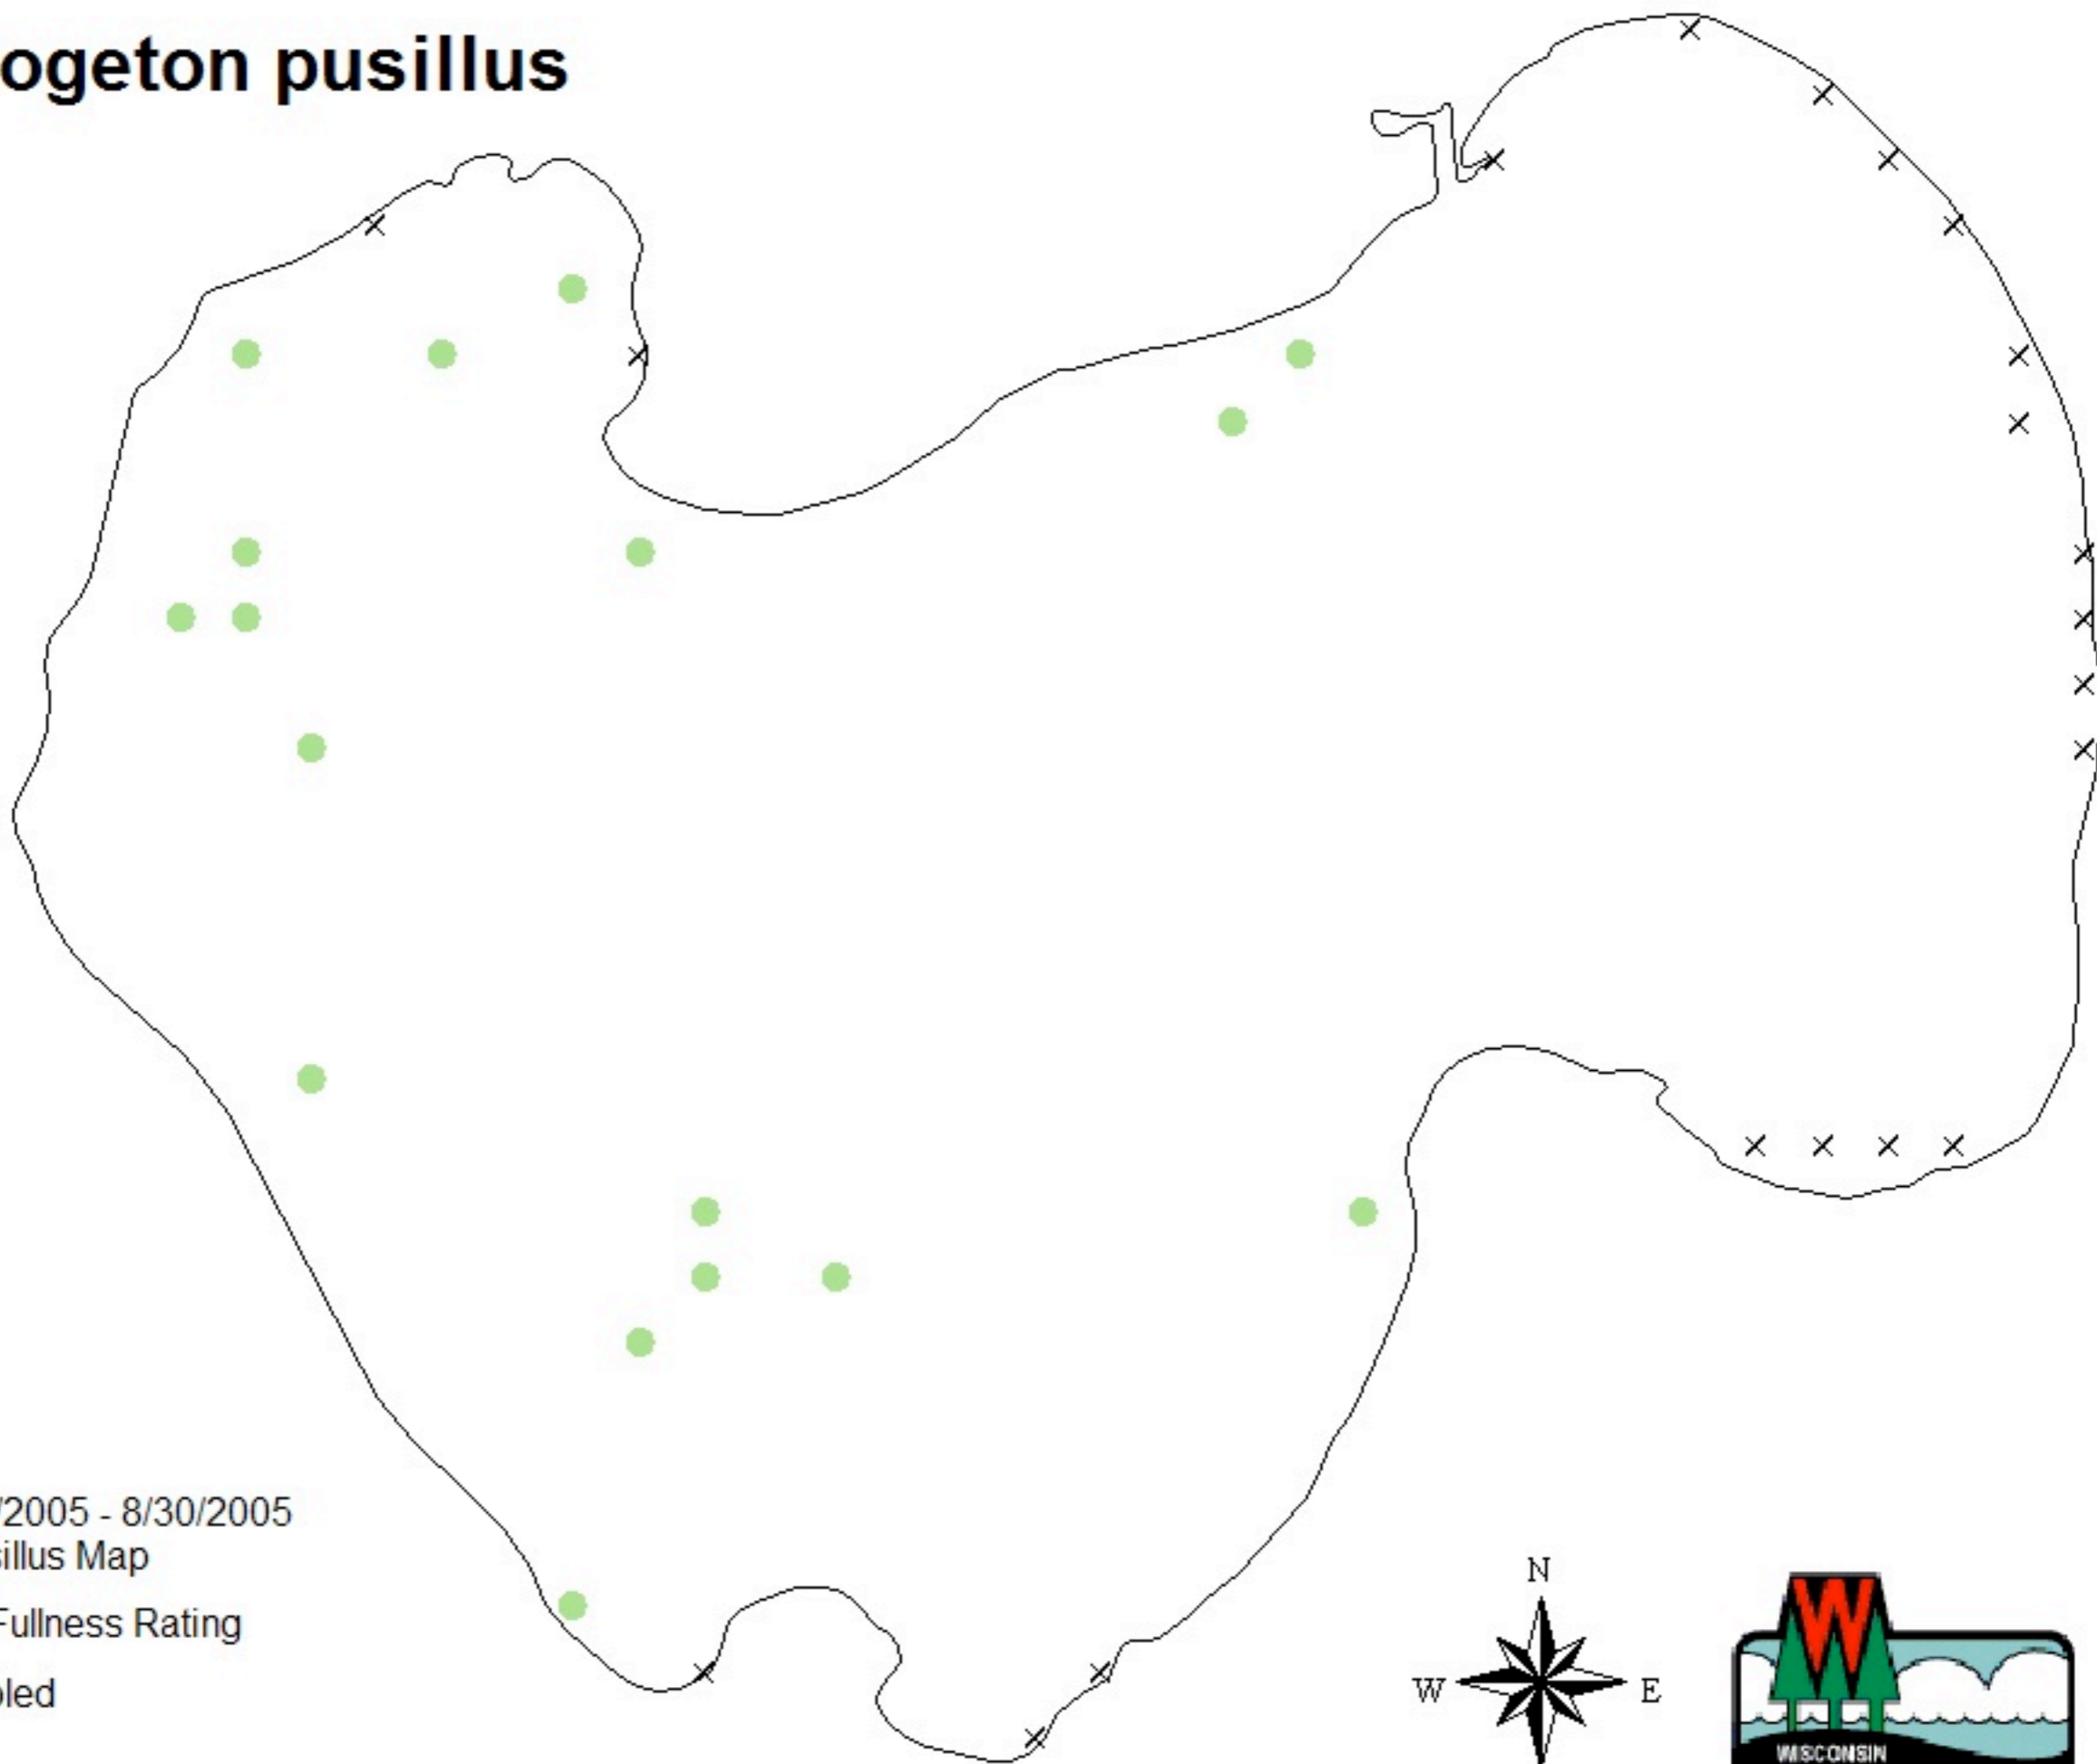 ogeton pusillus
/2005 - 8/30/2005
illus Map
Fullness Rating
led
N
W E
WISCONSIN